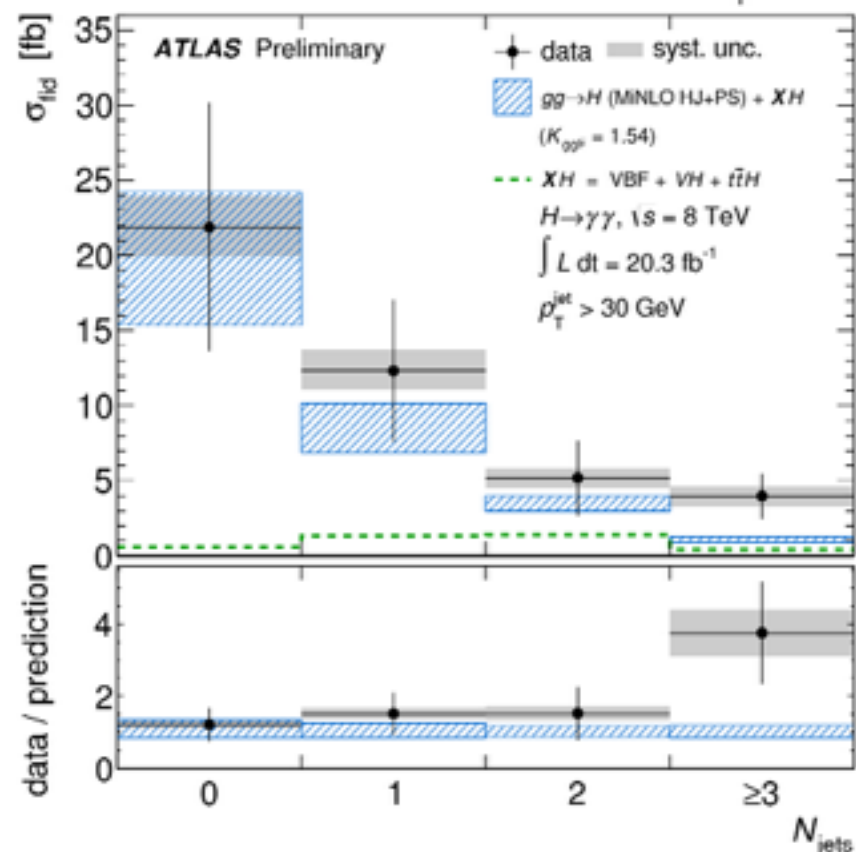 σfid [fb]
ATLAS Preliminary
data
syst. unc.
gg→H (MiNLO HJ+PS) + XH
(KggF = 1.54)
XH = VBF + VH + tt̄H
H→γγ, √s = 8 TeV
∫ L dt = 20.3 fb⁻¹
pTjet > 30 GeV
35
30
25
20
15
10
5
0
data / prediction
4
2
0
0 1 2 ≥3
Njets